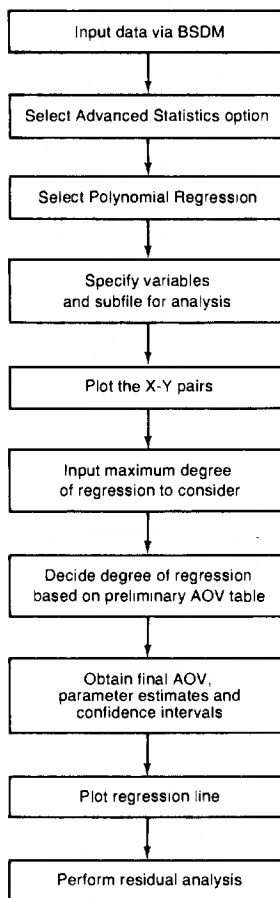 Input data via BSDM
Select Advanced Statistics option
Select Polynomial Regression
Specify variables
and subfile for analysis
Plot the X-Y pairs
Input maximum degree
of regression to consider
Decide degree of regression
based on preliminary AOV table
Obtain final AOV,
parameter estimates and
confidence intervals
Plot regression line
Perform residual analysis